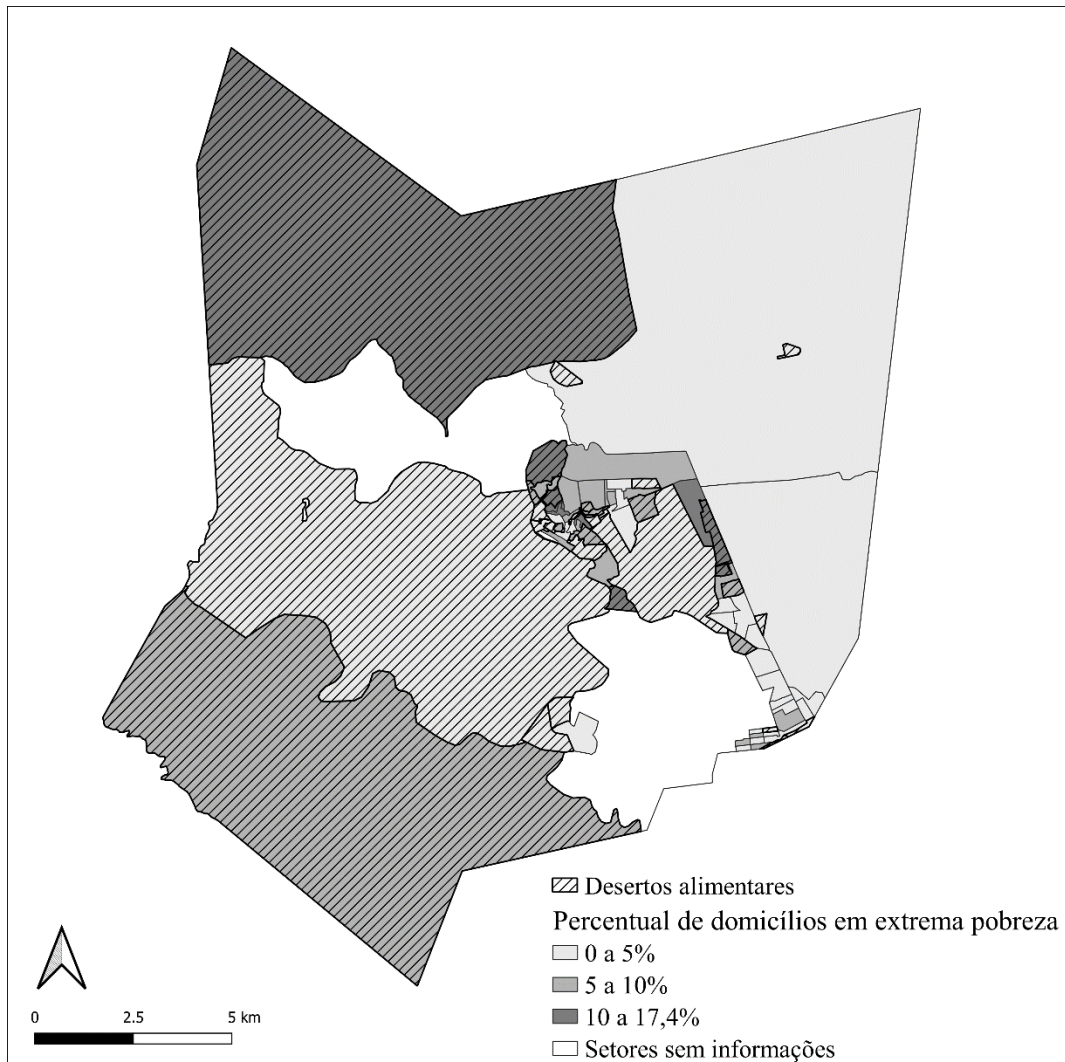 Desertos alimentares
Percentual de domicílios em extrema pobreza
0 a 5%
5 a 10%
10 a 17,4%
Setores sem informações
0 2.5 5 km